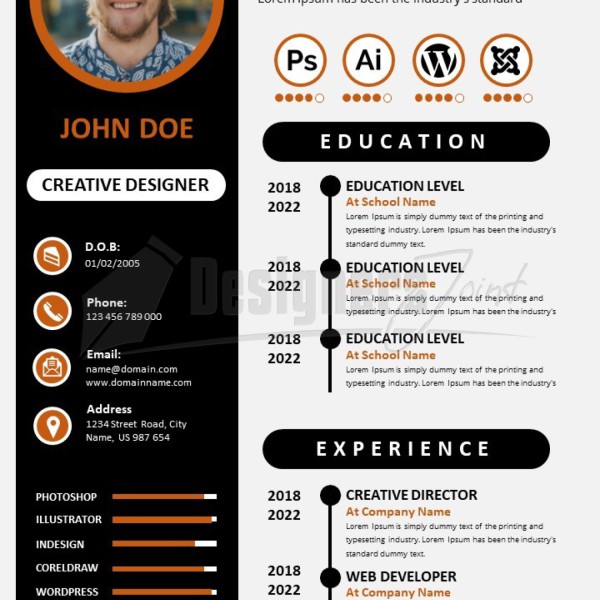 Lorem Ipsum has been the industry's standard
Ps
Ai
JOHN DOE
CREATIVE DESIGNER
D.O.B:
01/02/2005
Phone:
123 456 789 000
Email:
name@domain.com
www.domainname.com
Address
1234 Street Road, City
Name, US 987 654
PHOTOSHOP
ILLUSTRATOR
INDESIGN
CORELDRAW
WORDPRESS
EDUCATION
2018
2022
EDUCATION LEVEL
At School Name
Lorem Ipsum is simply dummy text of the printing and
typesetting industry. Lorem Ipsum has been the industry's
standard dummy text.
2018
2022
EDUCATION LEVEL
At School Name
Lorem Ipsum is simply dummy text of the printing and
typesetting industry. Lorem Ipsum has been the industry's
2018
2022
EDUCATION LEVEL
At School Name
Lorem Ipsum is simply dummy text of the printing and
typesetting industry. Lorem Ipsum has been the industry's
EXPERIENCE
2018
2022
CREATIVE DIRECTOR
At Company Name
Lorem Ipsum is simply dummy text of the printing and
typesetting industry. Lorem Ipsum has been the industry's
standard dummy text.
2018
2022
WEB DEVELOPER
At Company Name